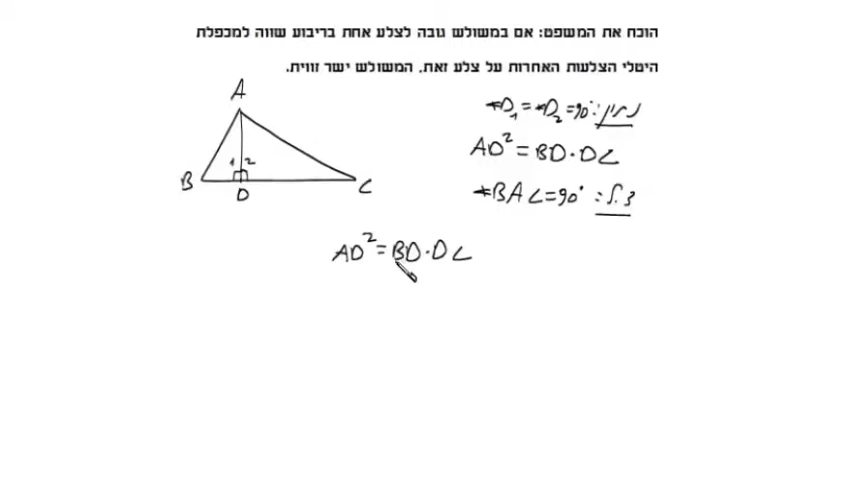 הוכח את המשפט: אם במשולש גובה לצלע אחת בריבוע שווה למכפלת
היטלי הצלעות האחרות על צלע זאת, המשולש ישר זווית.
A
B
1 2
D
C
נתון: ∢D₁=∢D₂=90°
AD²=BD·DC
צ.ל: ∢BAC=90°
AD²=BD·DC